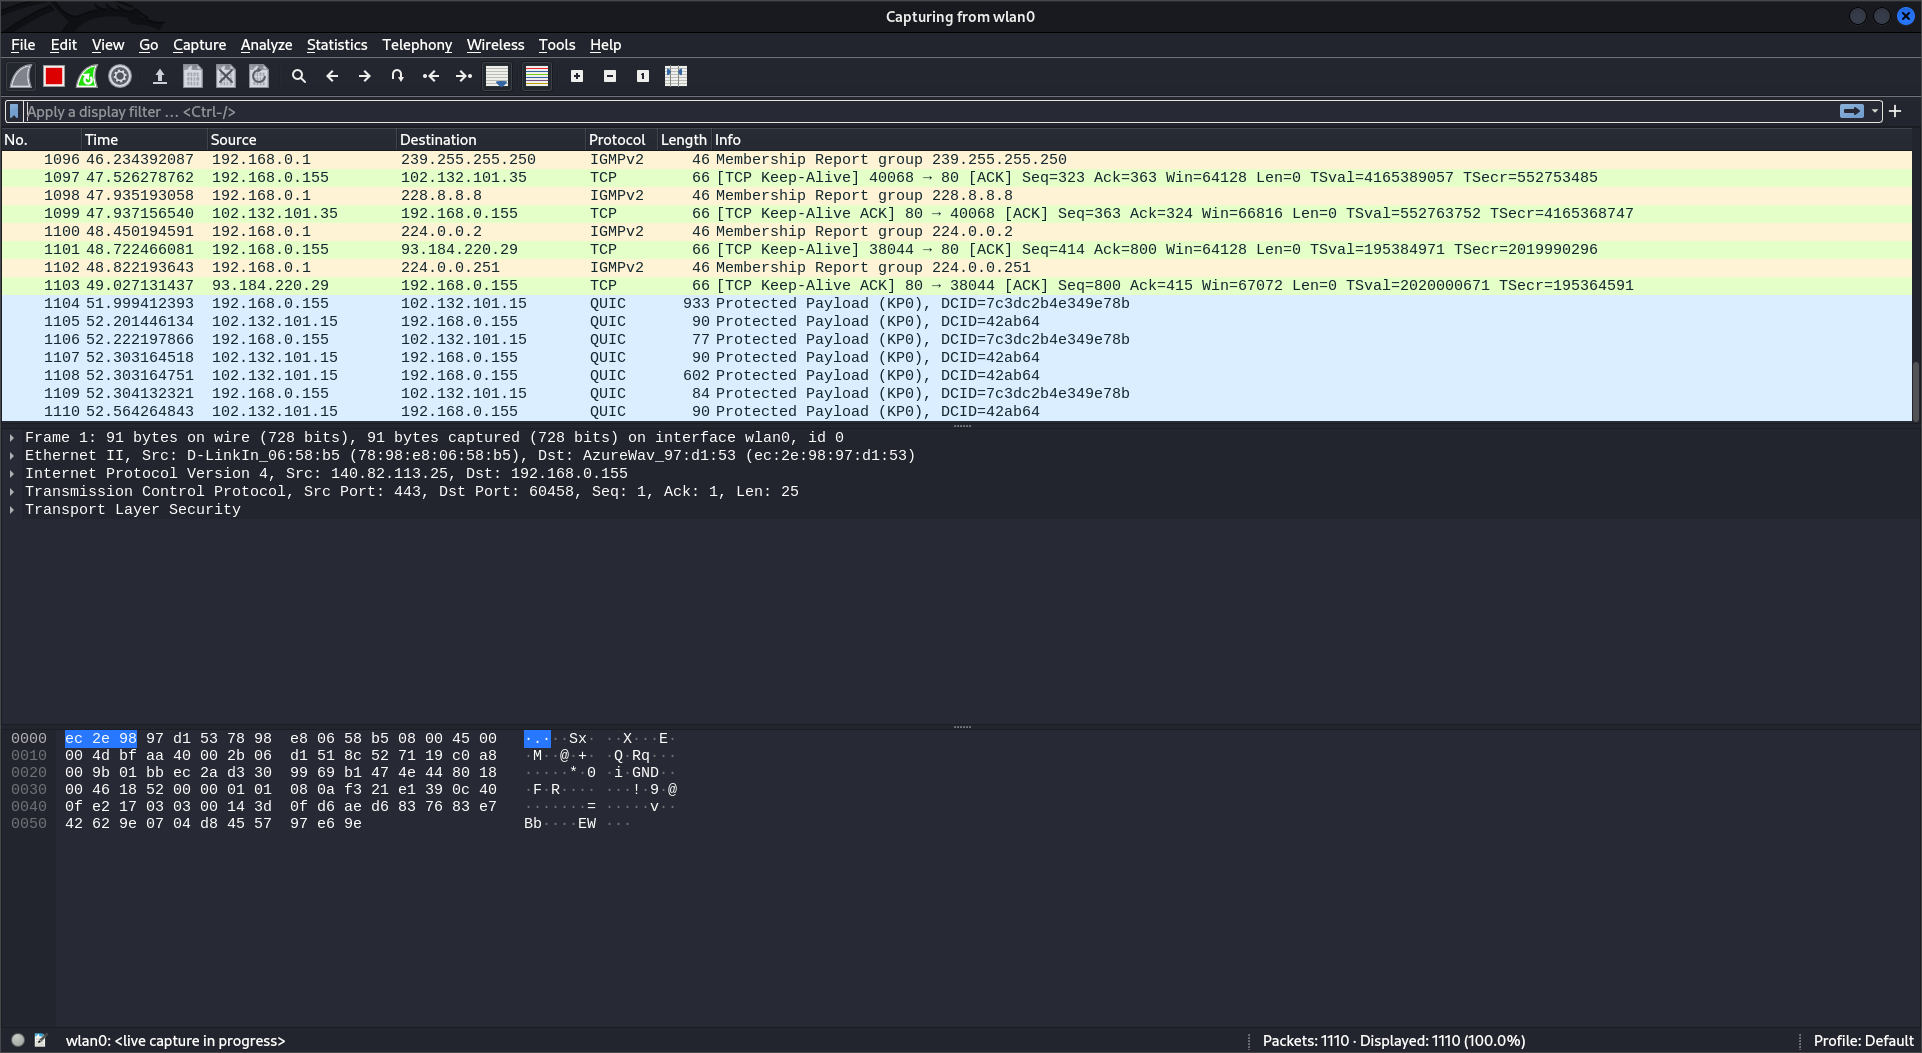 Capturing from wlan0
File Edit View Go Capture Analyze Statistics Telephony Wireless Tools Help
Apply a display filter … <Ctrl-/>
No. Time Source Destination Protocol Length Info
1096 46.234392087 192.168.0.1 239.255.255.250 IGMPv2 46 Membership Report group 239.255.255.250
1097 47.526278762 192.168.0.155 102.132.101.35 TCP 66 [TCP Keep-Alive] 40068 → 80 [ACK] Seq=323 Ack=363 Win=64128 Len=0 TSval=4165389057 TSecr=552753485
1098 47.935193058 192.168.0.1 228.8.8.8 IGMPv2 46 Membership Report group 228.8.8.8
1099 47.937156540 102.132.101.35 192.168.0.155 TCP 66 [TCP Keep-Alive ACK] 80 → 40068 [ACK] Seq=363 Ack=324 Win=66816 Len=0 TSval=552763752 TSecr=4165368747
1100 48.450194591 192.168.0.1 224.0.0.2 IGMPv2 46 Membership Report group 224.0.0.2
1101 48.722466081 192.168.0.155 93.184.220.29 TCP 66 [TCP Keep-Alive] 38044 → 80 [ACK] Seq=414 Ack=800 Win=64128 Len=0 TSval=195384971 TSecr=2019990296
1102 48.822193643 192.168.0.1 224.0.0.251 IGMPv2 46 Membership Report group 224.0.0.251
1103 49.027131437 93.184.220.29 192.168.0.155 TCP 66 [TCP Keep-Alive ACK] 80 → 38044 [ACK] Seq=800 Ack=415 Win=67072 Len=0 TSval=2020000671 TSecr=195364591
1104 51.999412393 192.168.0.155 102.132.101.15 QUIC 933 Protected Payload (KP0), DCID=7c3dc2b4e349e78b
1105 52.201446134 102.132.101.15 192.168.0.155 QUIC 90 Protected Payload (KP0), DCID=42ab64
1106 52.222197866 192.168.0.155 102.132.101.15 QUIC 77 Protected Payload (KP0), DCID=7c3dc2b4e349e78b
1107 52.303164518 102.132.101.15 192.168.0.155 QUIC 90 Protected Payload (KP0), DCID=42ab64
1108 52.303164751 102.132.101.15 192.168.0.155 QUIC 602 Protected Payload (KP0), DCID=42ab64
1109 52.304132321 192.168.0.155 102.132.101.15 QUIC 84 Protected Payload (KP0), DCID=7c3dc2b4e349e78b
1110 52.564264843 102.132.101.15 192.168.0.155 QUIC 90 Protected Payload (KP0), DCID=42ab64
Frame 1: 91 bytes on wire (728 bits), 91 bytes captured (728 bits) on interface wlan0, id 0
Ethernet II, Src: D-LinkIn_06:58:b5 (78:98:e8:06:58:b5), Dst: AzureWav_97:d1:53 (ec:2e:98:97:d1:53)
Internet Protocol Version 4, Src: 140.82.113.25, Dst: 192.168.0.155
Transmission Control Protocol, Src Port: 443, Dst Port: 60458, Seq: 1, Ack: 1, Len: 25
Transport Layer Security
0000 ec 2e 98 97 d1 53 78 98 e8 06 58 b5 08 00 45 00 ·.···Sx· ··X···E·
0010 00 4d bf aa 40 00 2b 06 d1 51 8c 52 71 19 c0 a8 ·M··@·+· ·Q·Rq···
0020 00 9b 01 bb ec 2a d3 30 99 69 b1 47 4e 44 80 18 ·····*·0 ·i·GND··
0030 00 46 18 52 00 00 01 01 08 0a f3 21 e1 39 0c 40 ·F·R···· ···!·9·@
0040 0f e2 17 03 03 00 14 3d 0f d6 ae d6 83 76 83 e7 ·······= ·····v··
0050 42 62 9e 07 04 d8 45 57 97 e6 9e Bb····EW ···
wlan0: <live capture in progress> Packets: 1110 · Displayed: 1110 (100.0%) Profile: Default